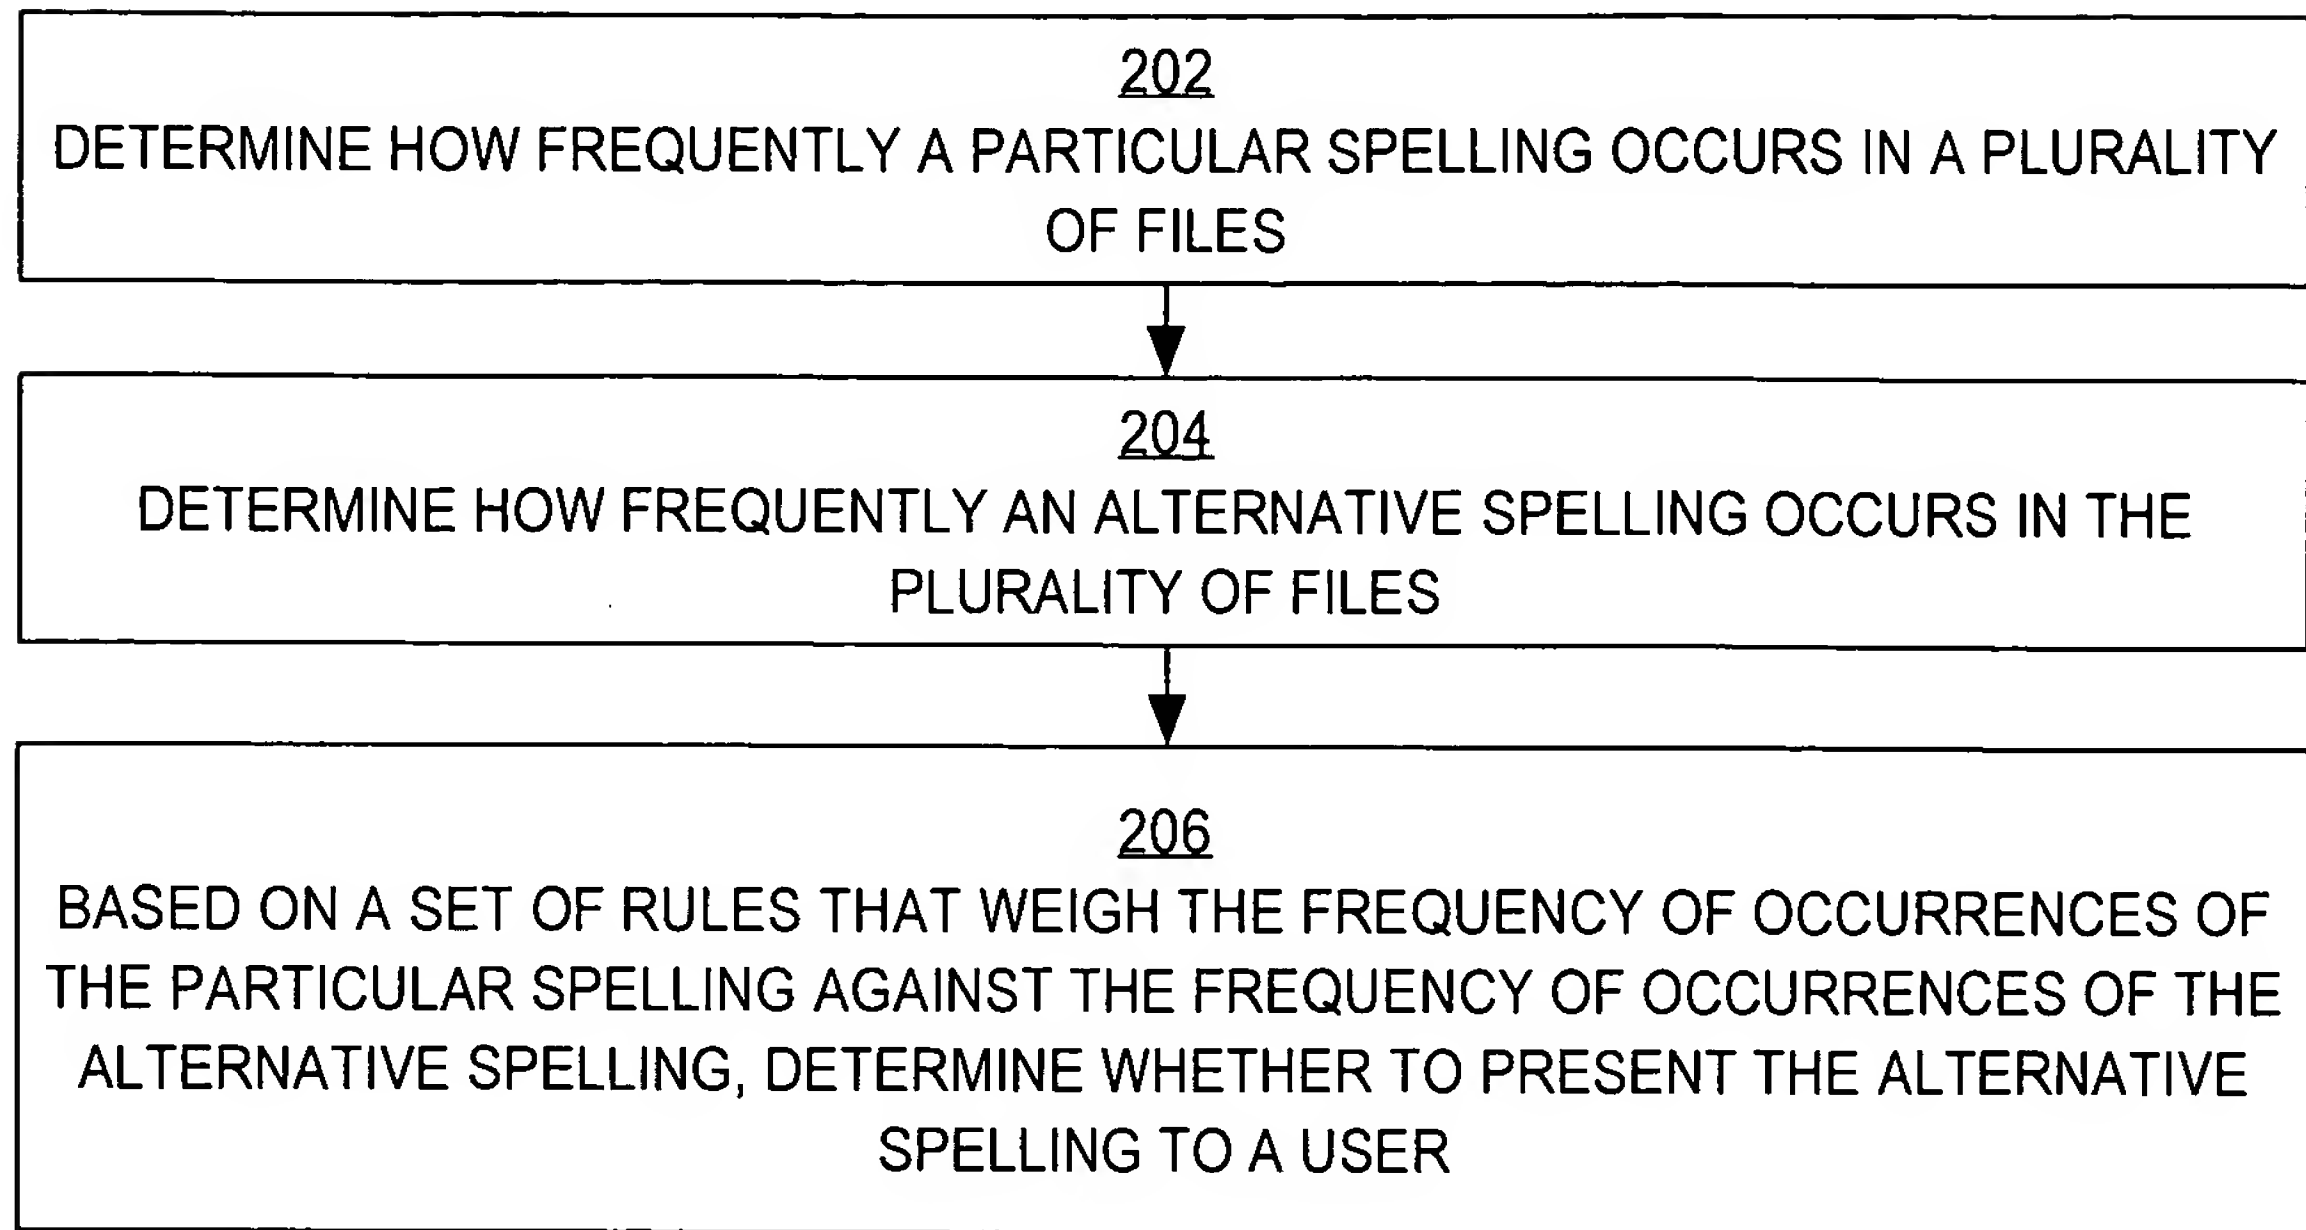 202
DETERMINE HOW FREQUENTLY A PARTICULAR SPELLING OCCURS IN A PLURALITY
OF FILES
204
DETERMINE HOW FREQUENTLY AN ALTERNATIVE SPELLING OCCURS IN THE
PLURALITY OF FILES
206
BASED ON A SET OF RULES THAT WEIGH THE FREQUENCY OF OCCURRENCES OF
THE PARTICULAR SPELLING AGAINST THE FREQUENCY OF OCCURRENCES OF THE
ALTERNATIVE SPELLING, DETERMINE WHETHER TO PRESENT THE ALTERNATIVE
SPELLING TO A USER